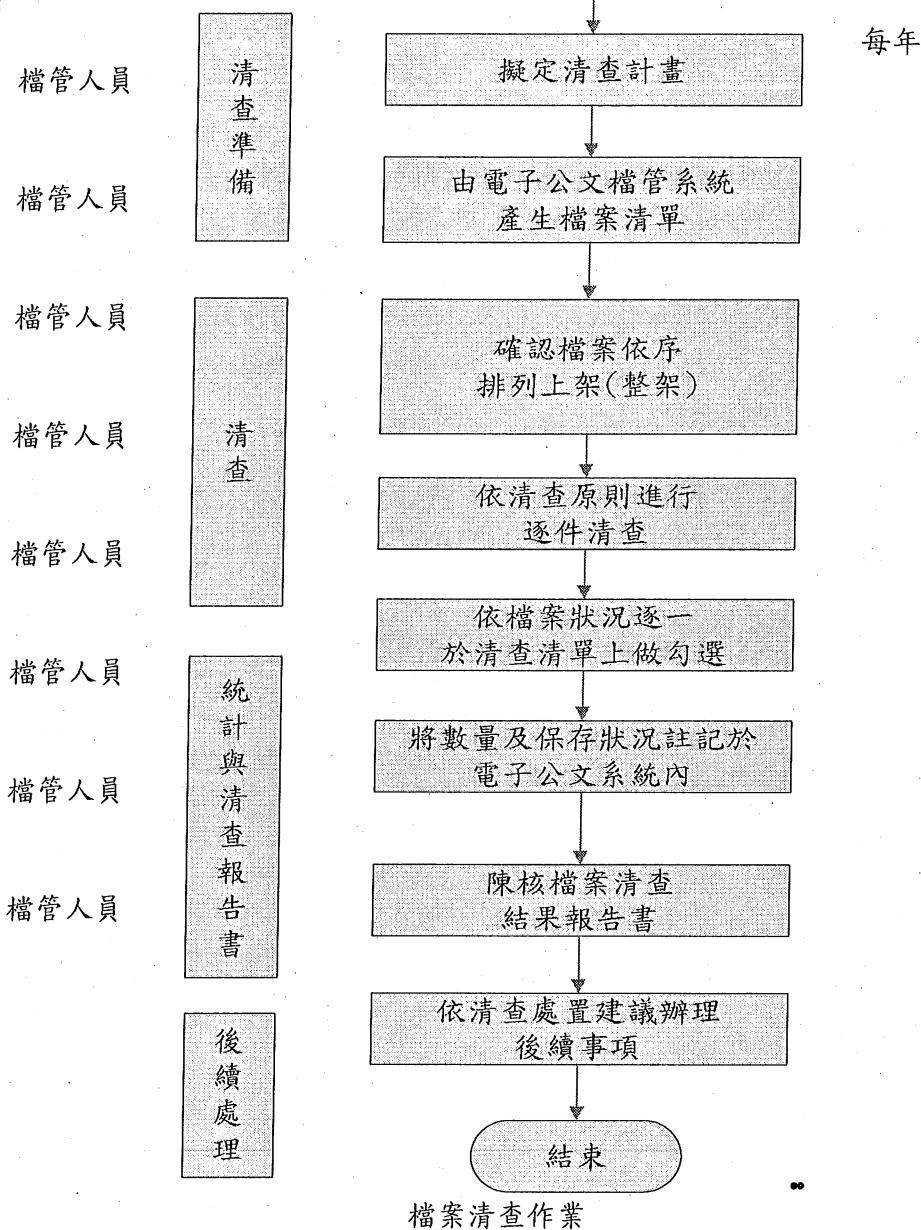 每年
檔管人員
清查準備
擬定清查計畫
檔管人員
由電子公文檔管系統
產生檔案清單
檔管人員
清查
確認檔案依序
排列上架(整架)
檔管人員
依清查原則進行
逐件清查
檔管人員
依檔案狀況逐一
於清查清單上做勾選
檔管人員
統計與清查報告書
將數量及保存狀況註記於
電子公文系統內
檔管人員
檔管人員
陳核檔案清查
結果報告書
後續處理
依清查處置建議辦理
後續事項
結束
檔案清查作業